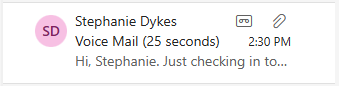 Stephanie Dykes
SD
Voice Mail (25 seconds) 2:30 PM
Hi, Stephanie. Just checking in to...